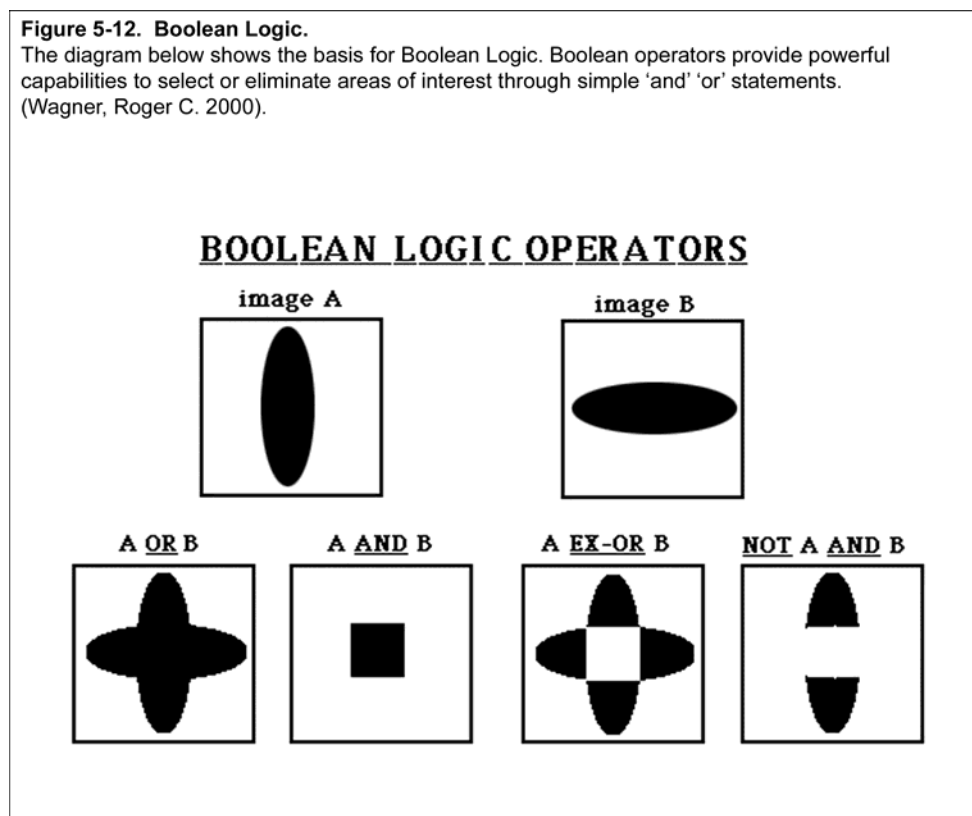 Figure 5-12. Boolean Logic.
The diagram below shows the basis for Boolean Logic. Boolean operators provide powerful
capabilities to select or eliminate areas of interest through simple ‘and’ ‘or’ statements.
(Wagner, Roger C. 2000).
BOOLEAN LOGIC OPERATORS
image A
image B
A OR B
A AND B
A EX-OR B
NOT A AND B